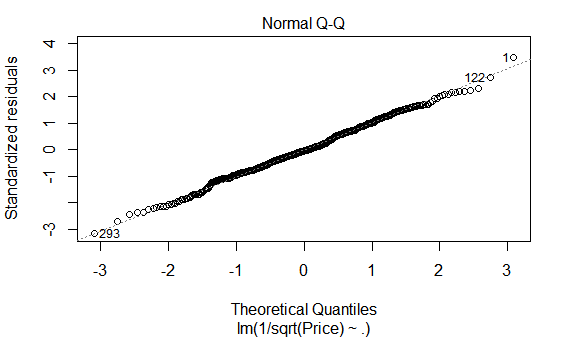 Normal Q-Q
Standardized residuals
4
3
2
1
0
-1
-3
1
122
293
-3 -2 -1 0 1 2 3
Theoretical Quantiles
lm(1/sqrt(Price) ~ .)